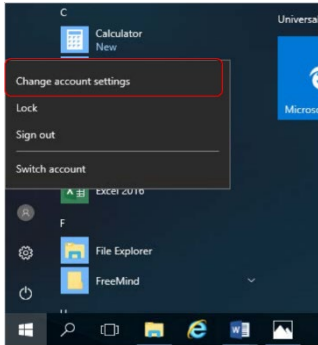 C
Universa
Calculator
New
Change account settings
Microso
Lock
Sign out
Switch account
Excel 2016
F
File Explorer
FreeMind